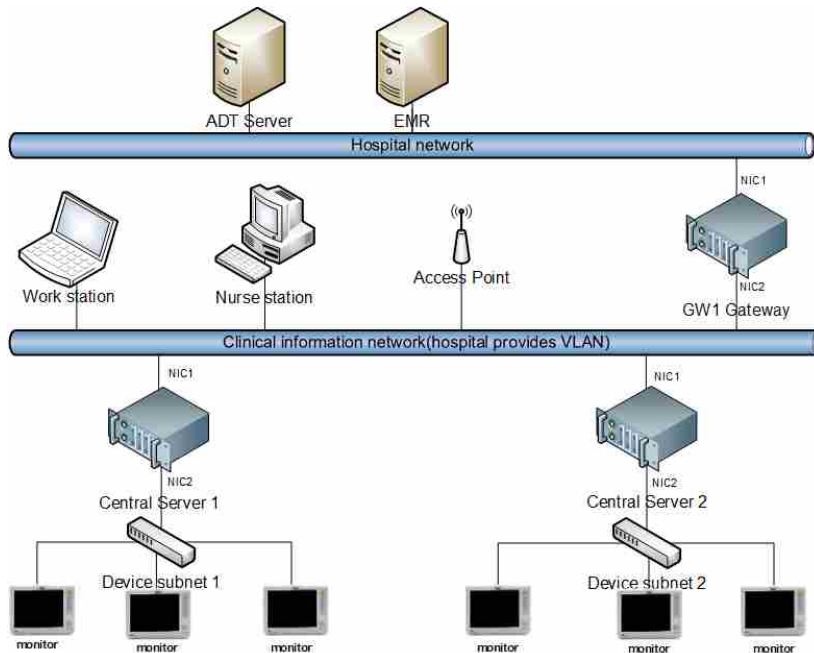 ADT Server
EMR
Hospital network
NIC1
Work station
Nurse station
Access Point
NIC2
GW1 Gateway
Clinical information network(hospital provides VLAN)
NIC1
NIC1
NIC2
NIC2
Central Server 1
Central Server 2
Device subnet 1
Device subnet 2
monitor
monitor
monitor
monitor
monitor
monitor